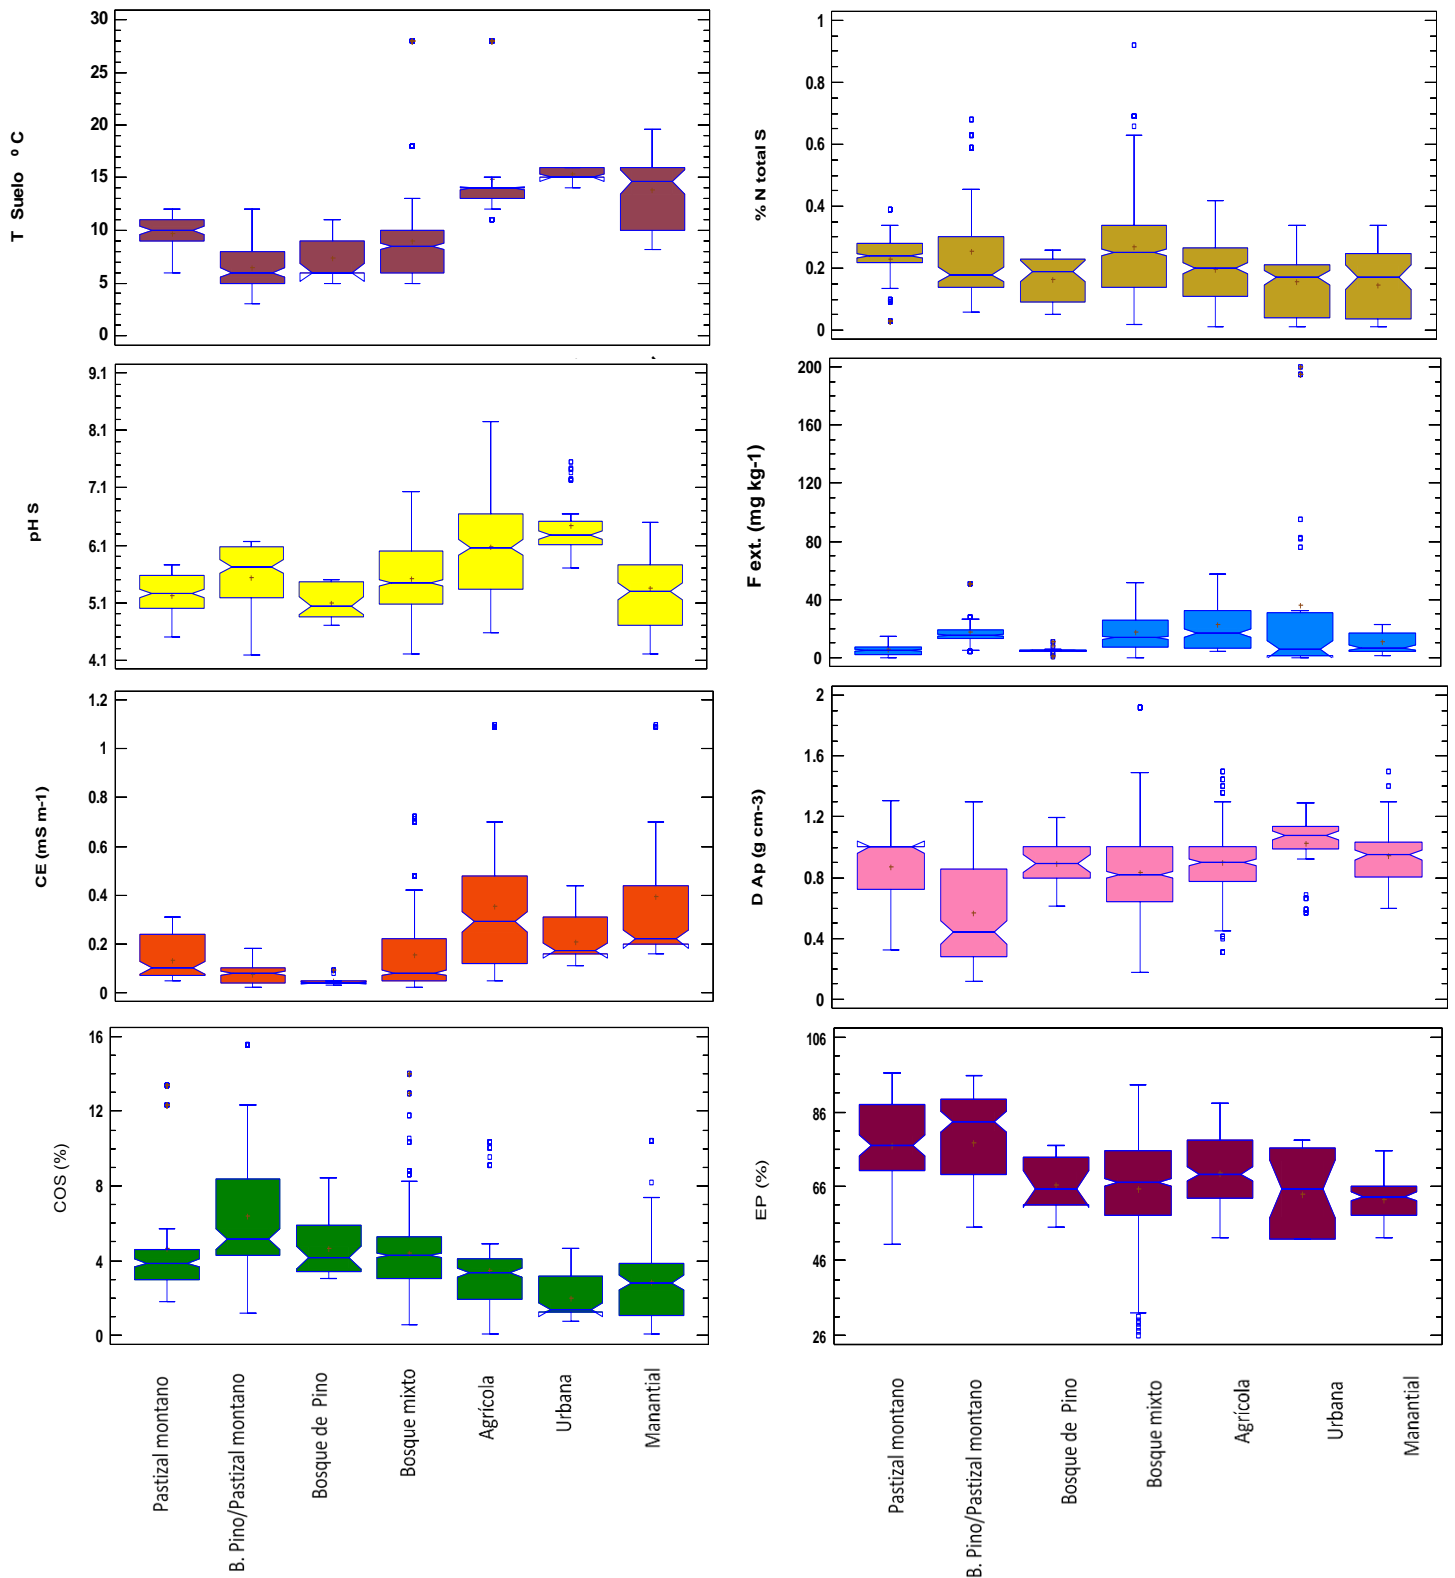 T Suelo º C
30
25
20
15
10
5
0
% N total S
1
0.8
0.6
0.4
0.2
0
pH S
9.1
8.1
7.1
6.1
5.1
4.1
F ext. (mg kg-1)
200
160
120
80
40
0
CE (mS m-1)
1.2
1
0.8
0.6
0.4
0.2
0
D Ap (g cm-3)
2
1.6
1.2
0.8
0.4
0
COS (%)
16
12
8
4
0
EP (%)
106
86
66
46
26
Pastizal montano
B. Pino/Pastizal montano
Bosque de Pino
Bosque mixto
Agrícola
Urbana
Manantial
Pastizal montano
B. Pino/Pastizal montano
Bosque de Pino
Bosque mixto
Agrícola
Urbana
Manantial